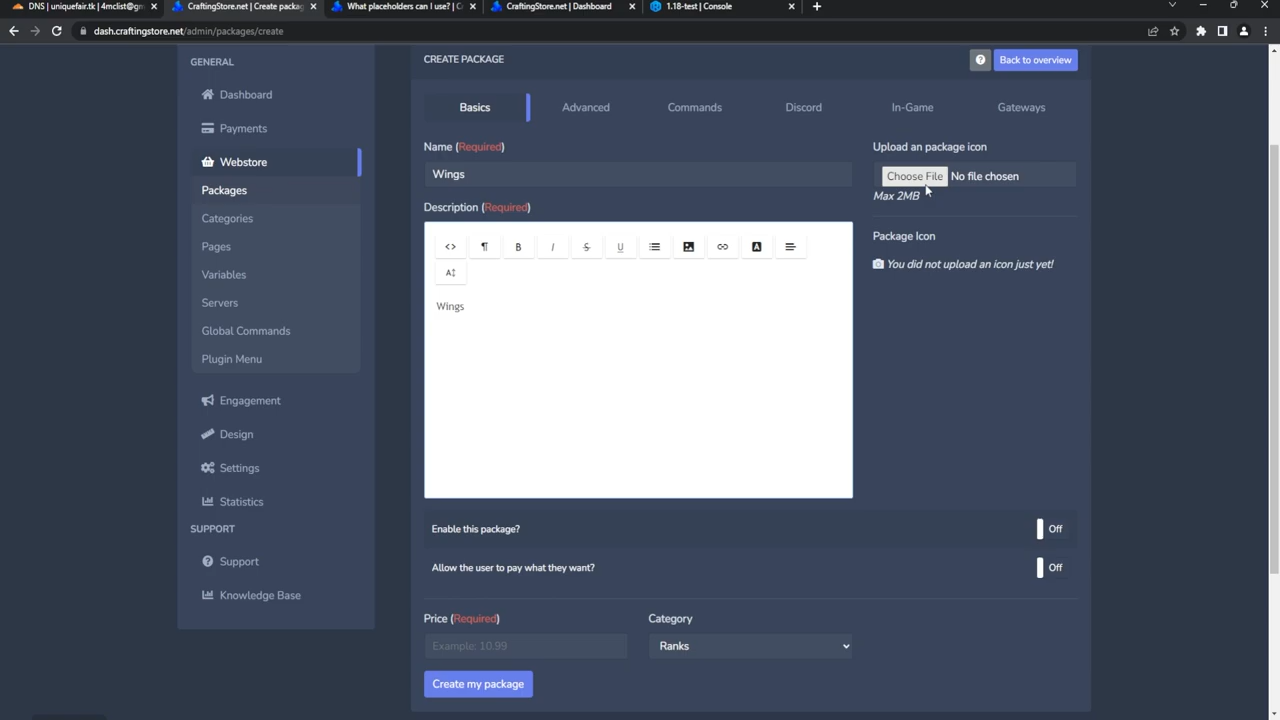 DNS | uniquefair.tk | 4mclist@gm
CraftingStore.net | Create packag
What placeholders can I use? | C
CraftingStore.net | Dashboard
1.18-test | Console
dash.craftingstore.net/admin/packages/create
GENERAL
Dashboard
Payments
Webstore
Packages
Categories
Pages
Variables
Servers
Global Commands
Plugin Menu
Engagement
Design
Settings
Statistics
SUPPORT
Support
Knowledge Base
CREATE PACKAGE
Back to overview
Basics
Advanced
Commands
Discord
In-Game
Gateways
Name (Required)
Wings
Description (Required)
Wings
Upload an package icon
Choose File No file chosen
Max 2MB
Package Icon
You did not upload an icon just yet!
Enable this package?
Off
Allow the user to pay what they want?
Off
Price (Required)
Example: 10.99
Category
Ranks
Create my package